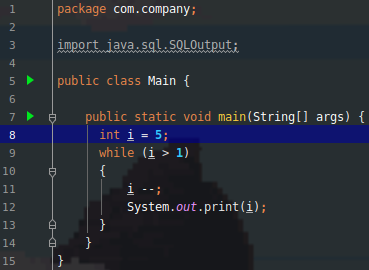 1 package com.company;
2
3 import java.sql.SQLOutput;
4
5 public class Main {
6
7 public static void main(String[] args) {
8 int i = 5;
9 while (i > 1)
10 {
11 i --;
12 System.out.print(i);
13 }
14 }
15 }